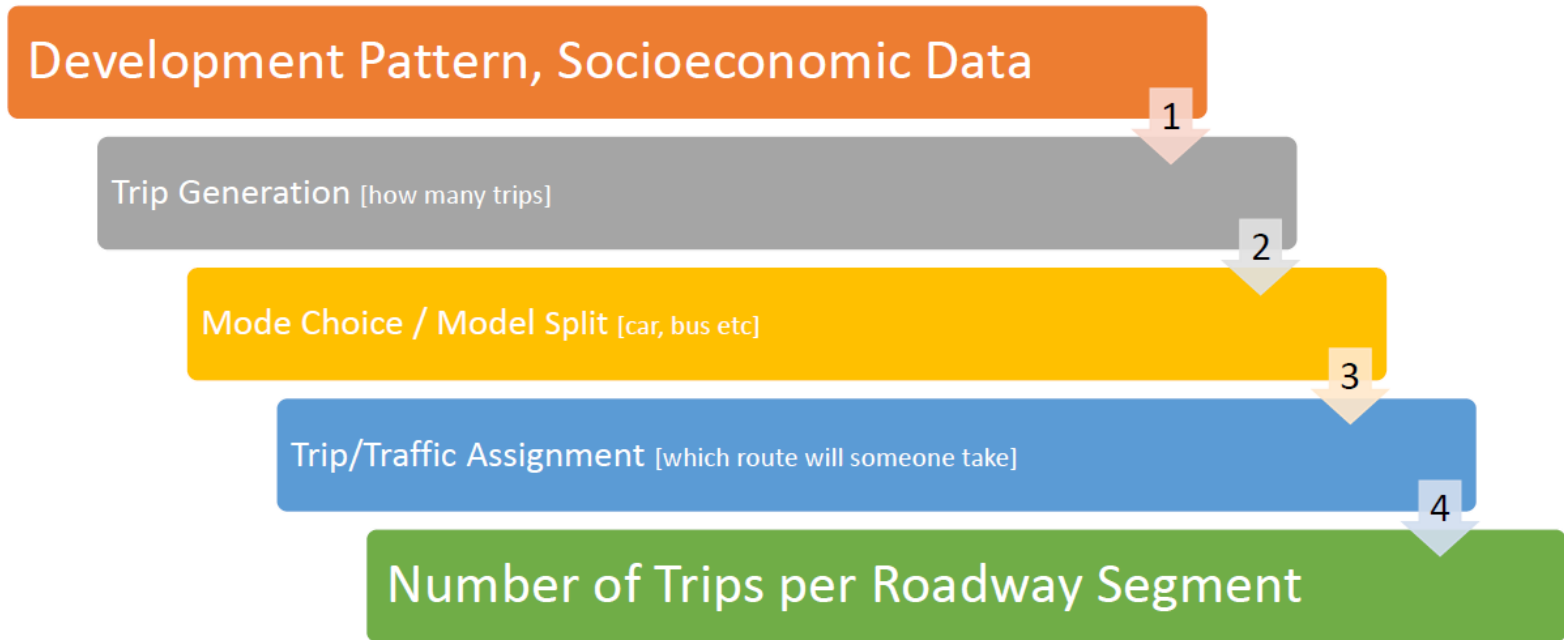 Development Pattern, Socioeconomic Data
1
Trip Generation [how many trips]
2
Mode Choice / Model Split [car, bus etc]
3
Trip/Traffic Assignment [which route will someone take]
4
Number of Trips per Roadway Segment